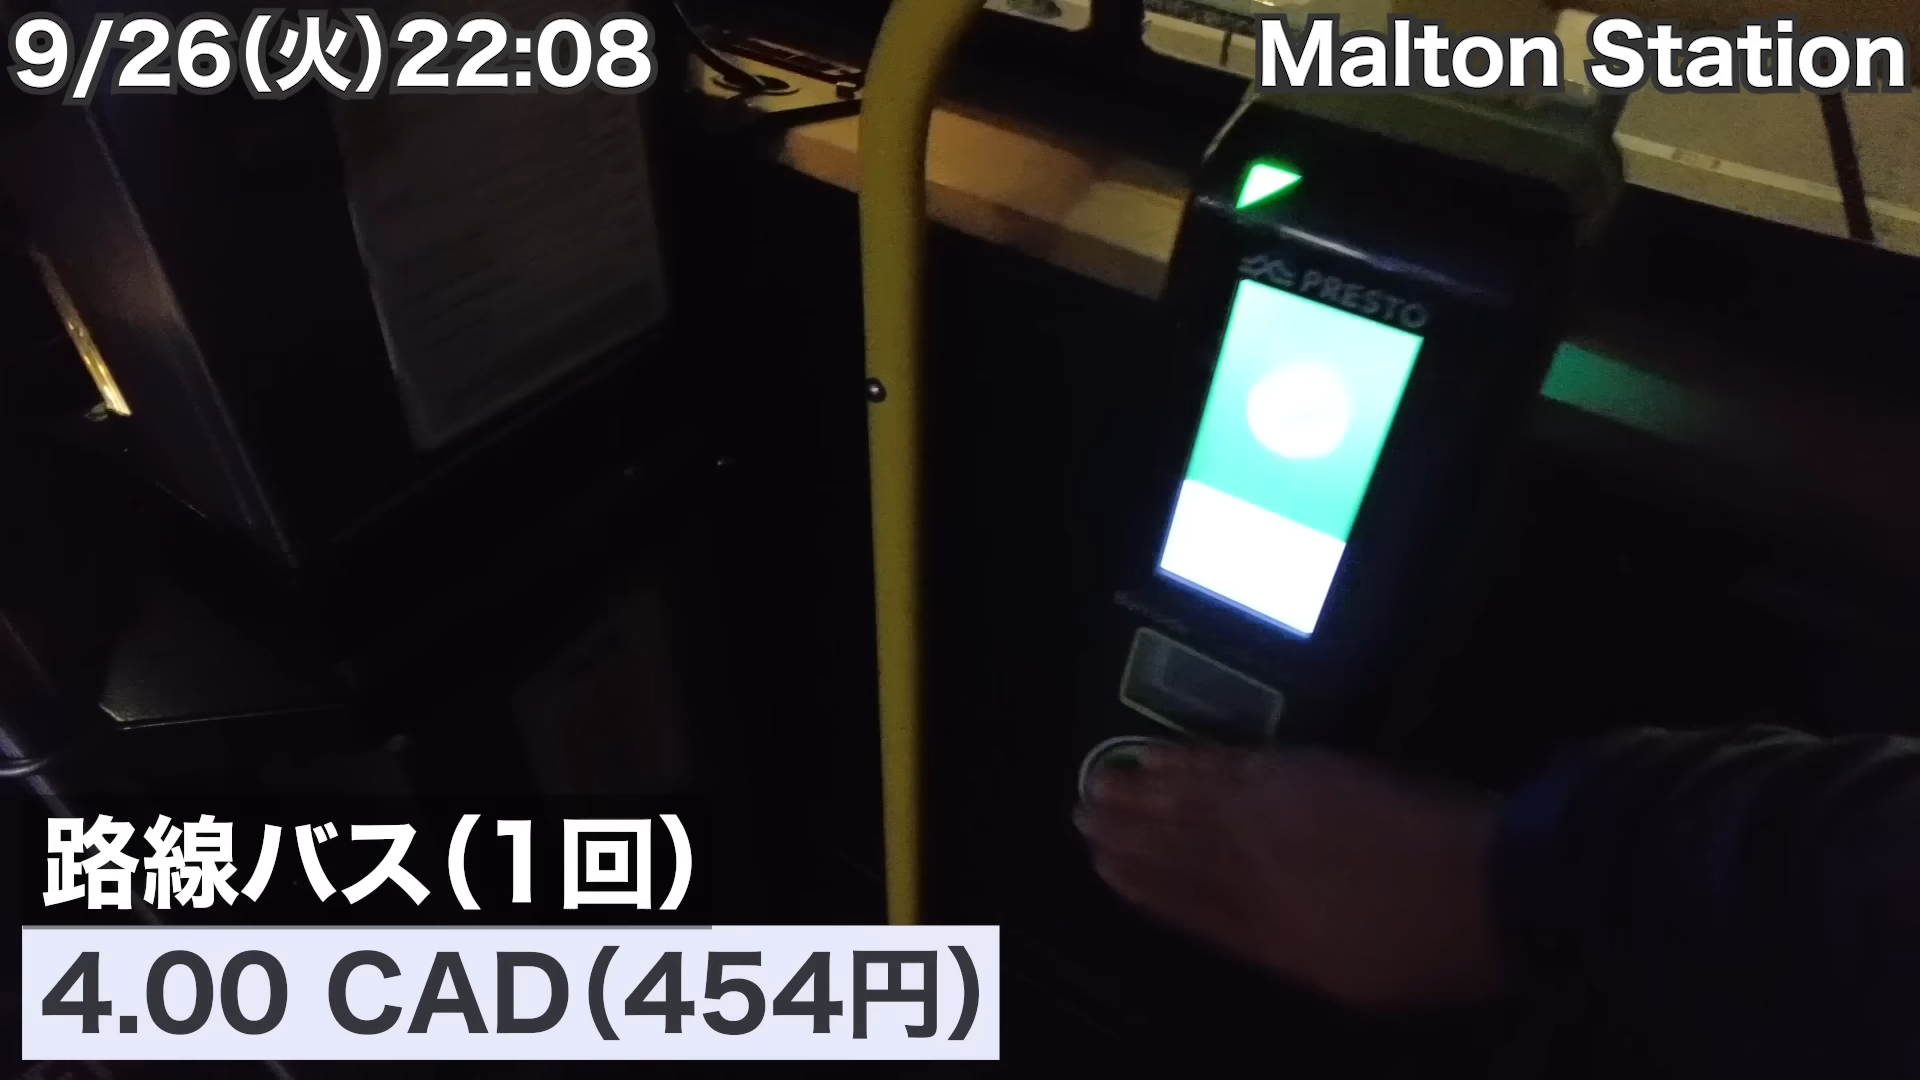 9/26(火)22:08
Malton Station
PRESTO
路線バス(1回)
4.00 CAD(454円)